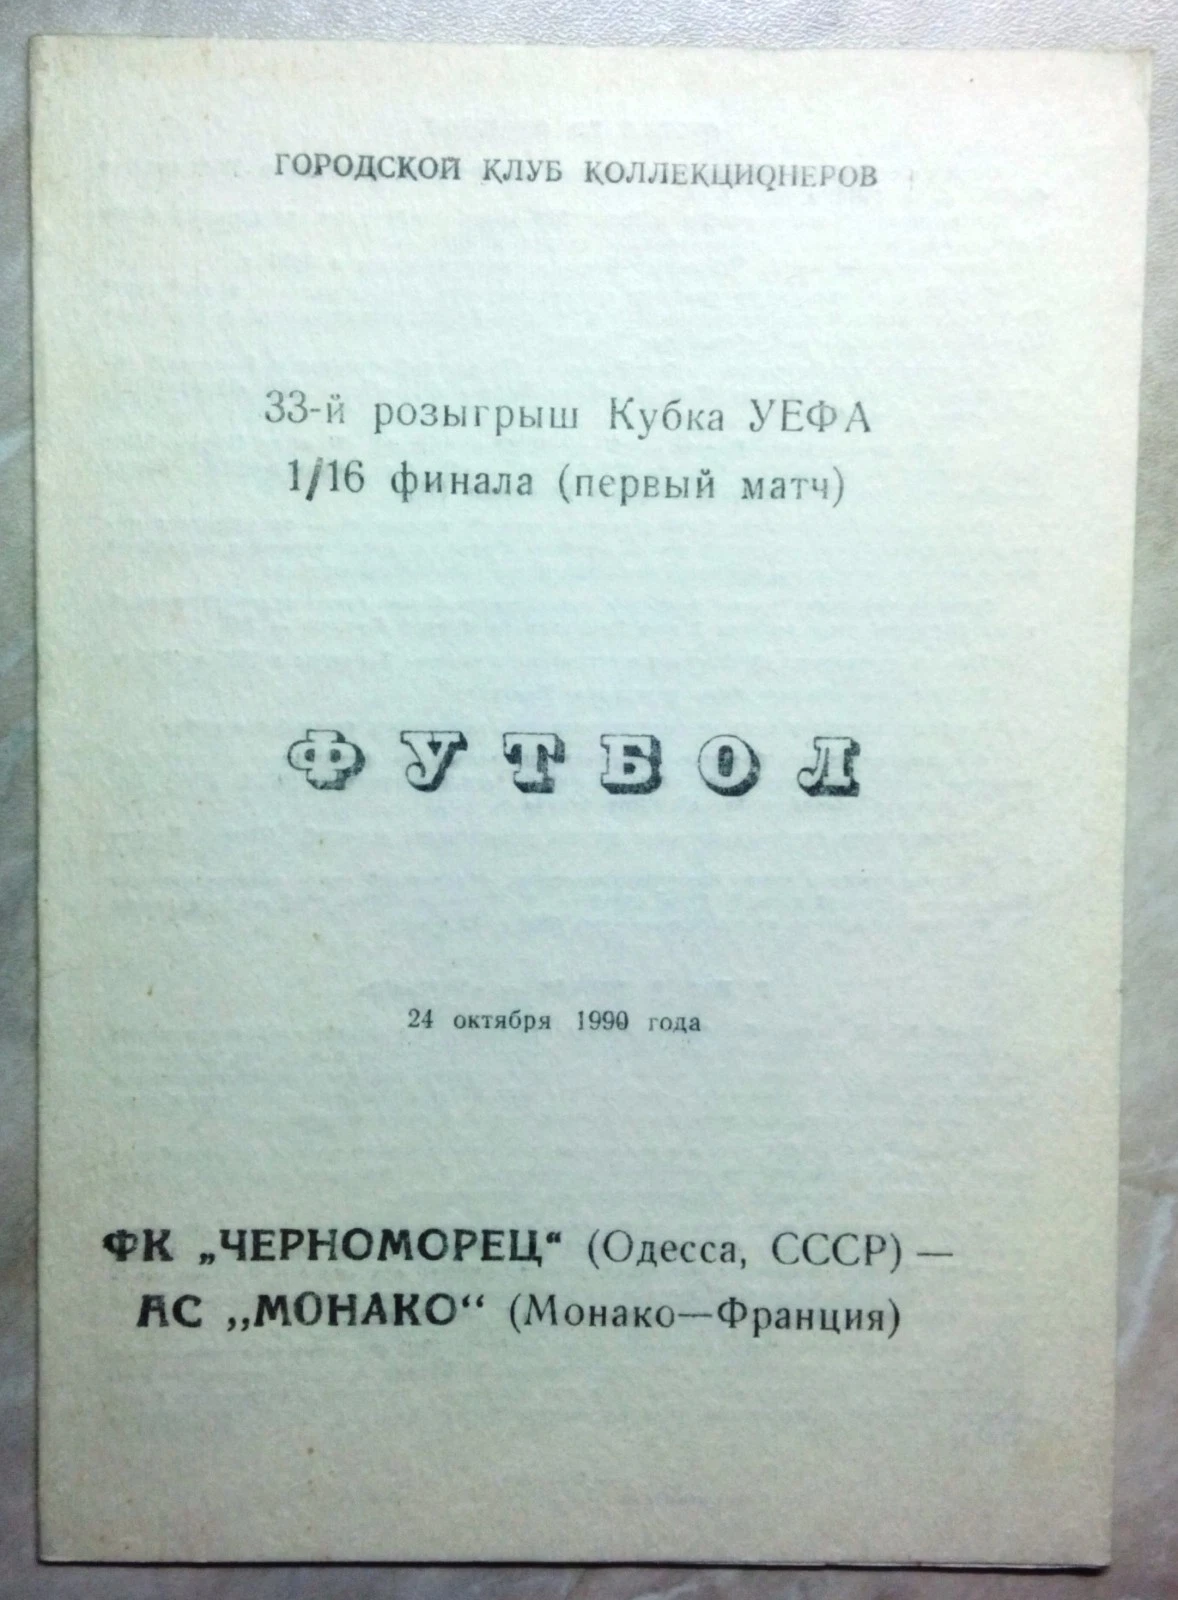 ГОРОДСКОЙ КЛУБ КОЛЛЕКЦИОНЕРОВ
33-й розыгрыш Кубка УЕФА
1/16 финала (первый матч)
ФУТБОЛ
24 октября 1990 года
ФК „ЧЕРНОМОРЕЦ“ (Одесса, СССР) —
АС „МОНАКО“ (Монако—Франция)